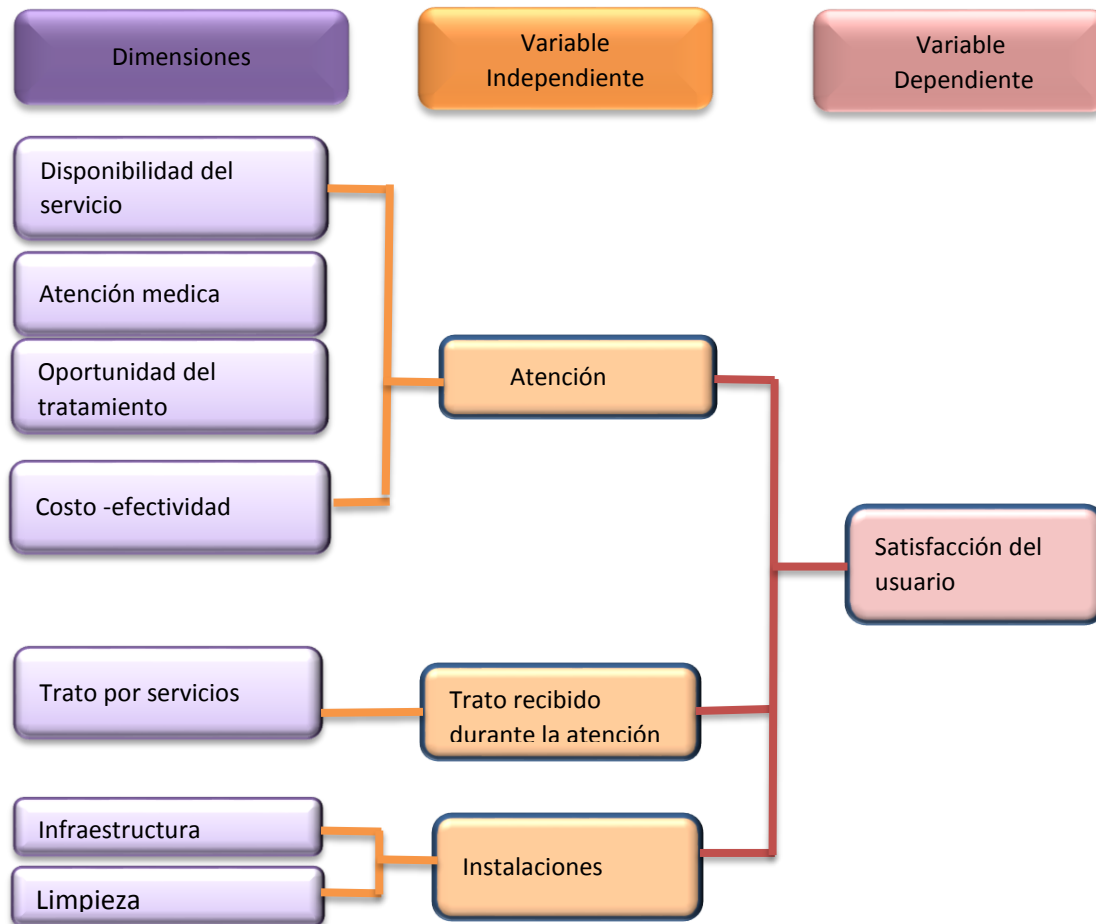 Dimensiones
Variable
Independiente
Variable
Dependiente
Disponibilidad del
servicio
Atención medica
Oportunidad del
tratamiento
Costo -efectividad
Atención
Satisfacción del
usuario
Trato por servicios
Trato recibido
durante la atención
Infraestructura
Limpieza
Instalaciones